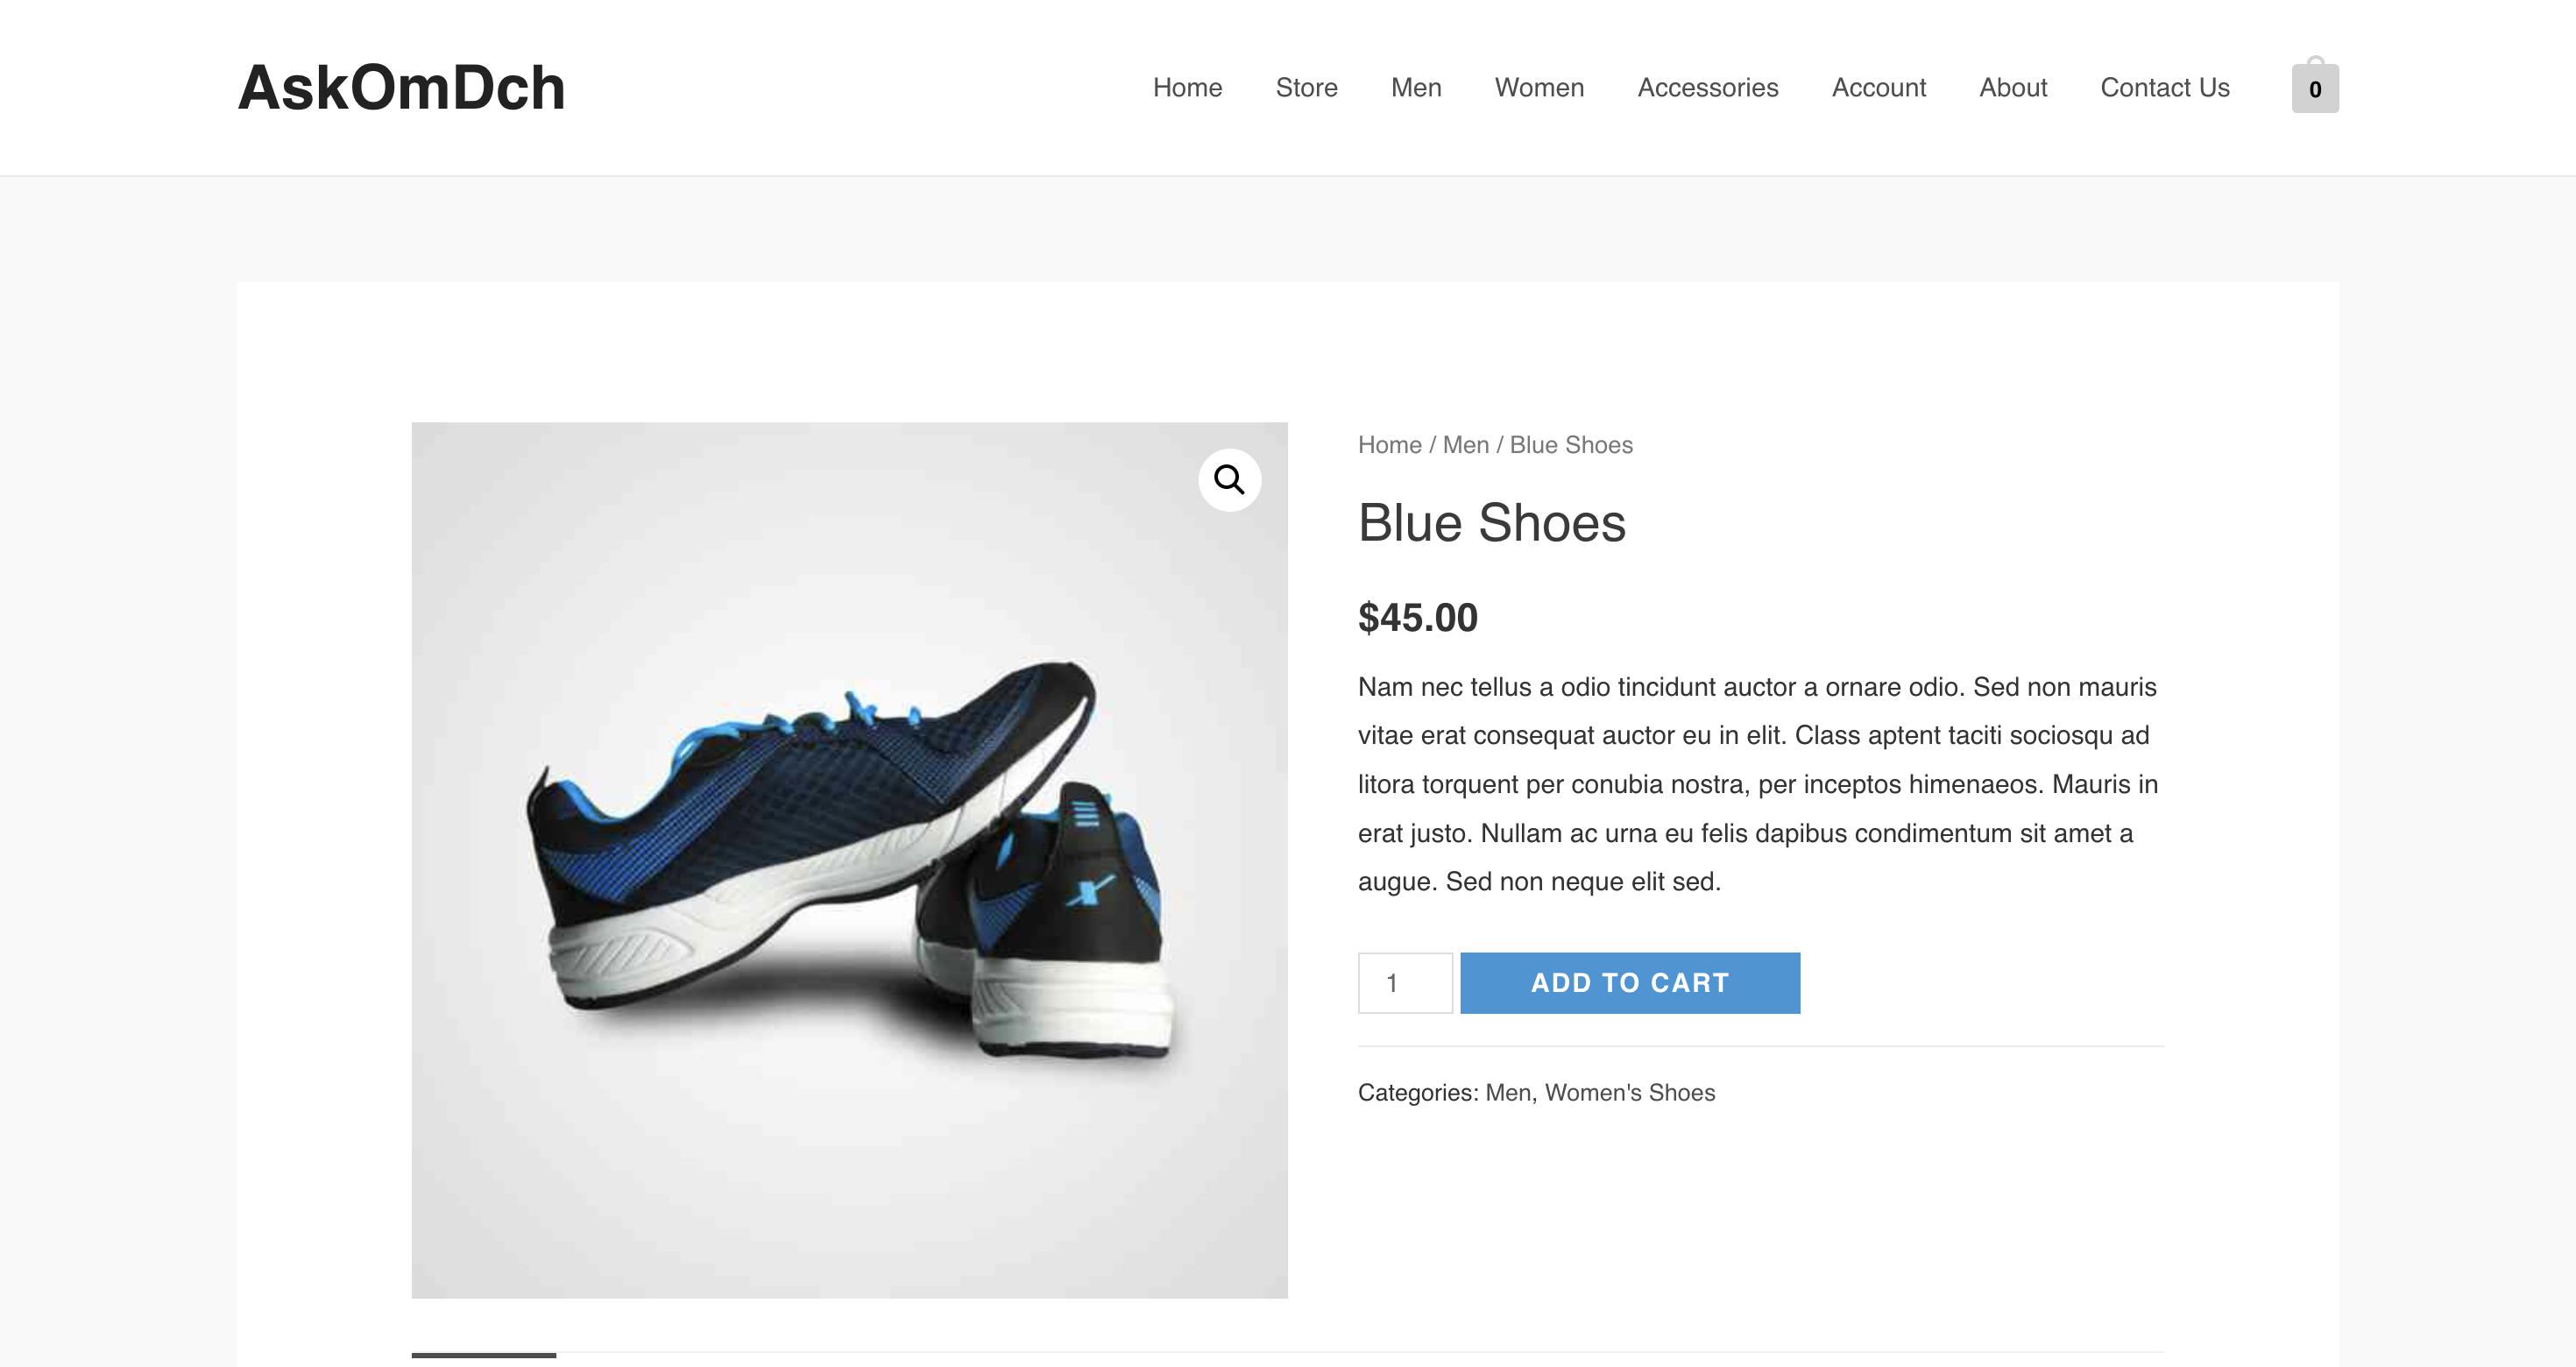 AskOmDch
Home Store Men Women Accessories Account About Contact Us 0
Home / Men / Blue Shoes
Blue Shoes
$45.00
Nam nec tellus a odio tincidunt auctor a ornare odio. Sed non mauris
vitae erat consequat auctor eu in elit. Class aptent taciti sociosqu ad
litora torquent per conubia nostra, per inceptos himenaeos. Mauris in
erat justo. Nullam ac urna eu felis dapibus condimentum sit amet a
augue. Sed non neque elit sed.
1 ADD TO CART
Categories: Men, Women's Shoes